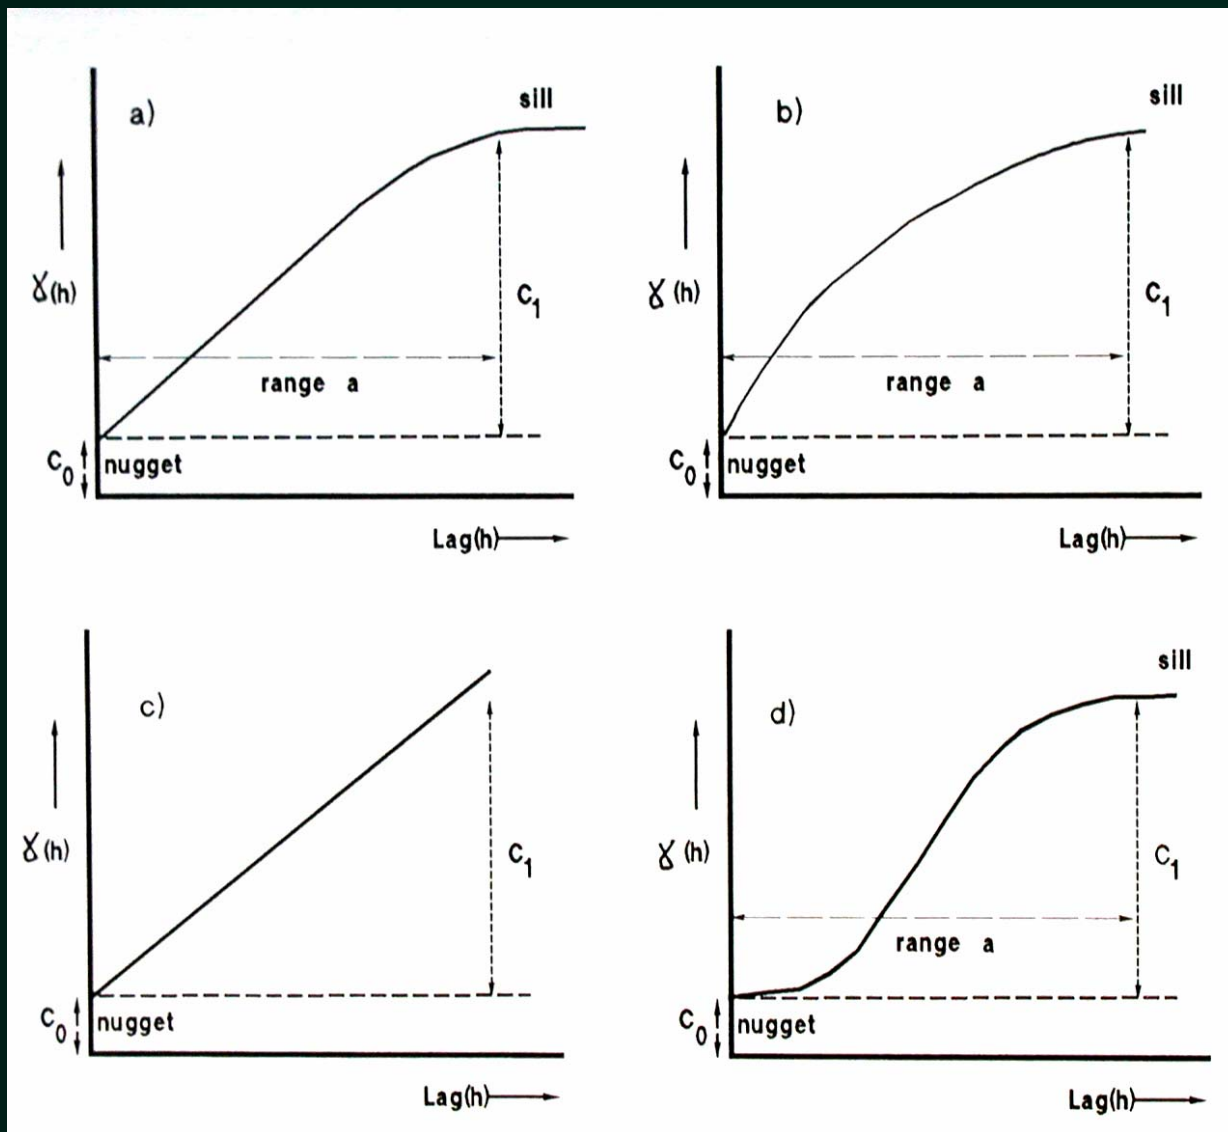 a)
sill
γ(h)
C₁
range a
C₀
nugget
Lag(h)
b)
sill
γ(h)
C₁
range a
C₀
nugget
Lag(h)
c)
γ(h)
C₁
C₀
nugget
Lag(h)
d)
sill
γ(h)
C₁
range a
C₀
nugget
Lag(h)